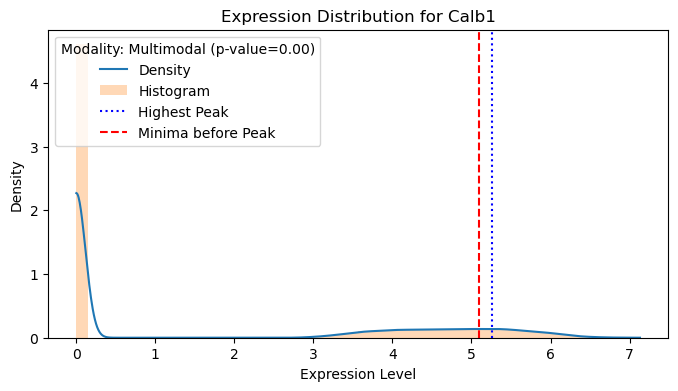 Expression Distribution for Calb1
Modality: Multimodal (p-value=0.00)
Density
Histogram
Highest Peak
Minima before Peak
Density
4
3
2
1
0
0 1 2 3 4 5 6 7
Expression Level